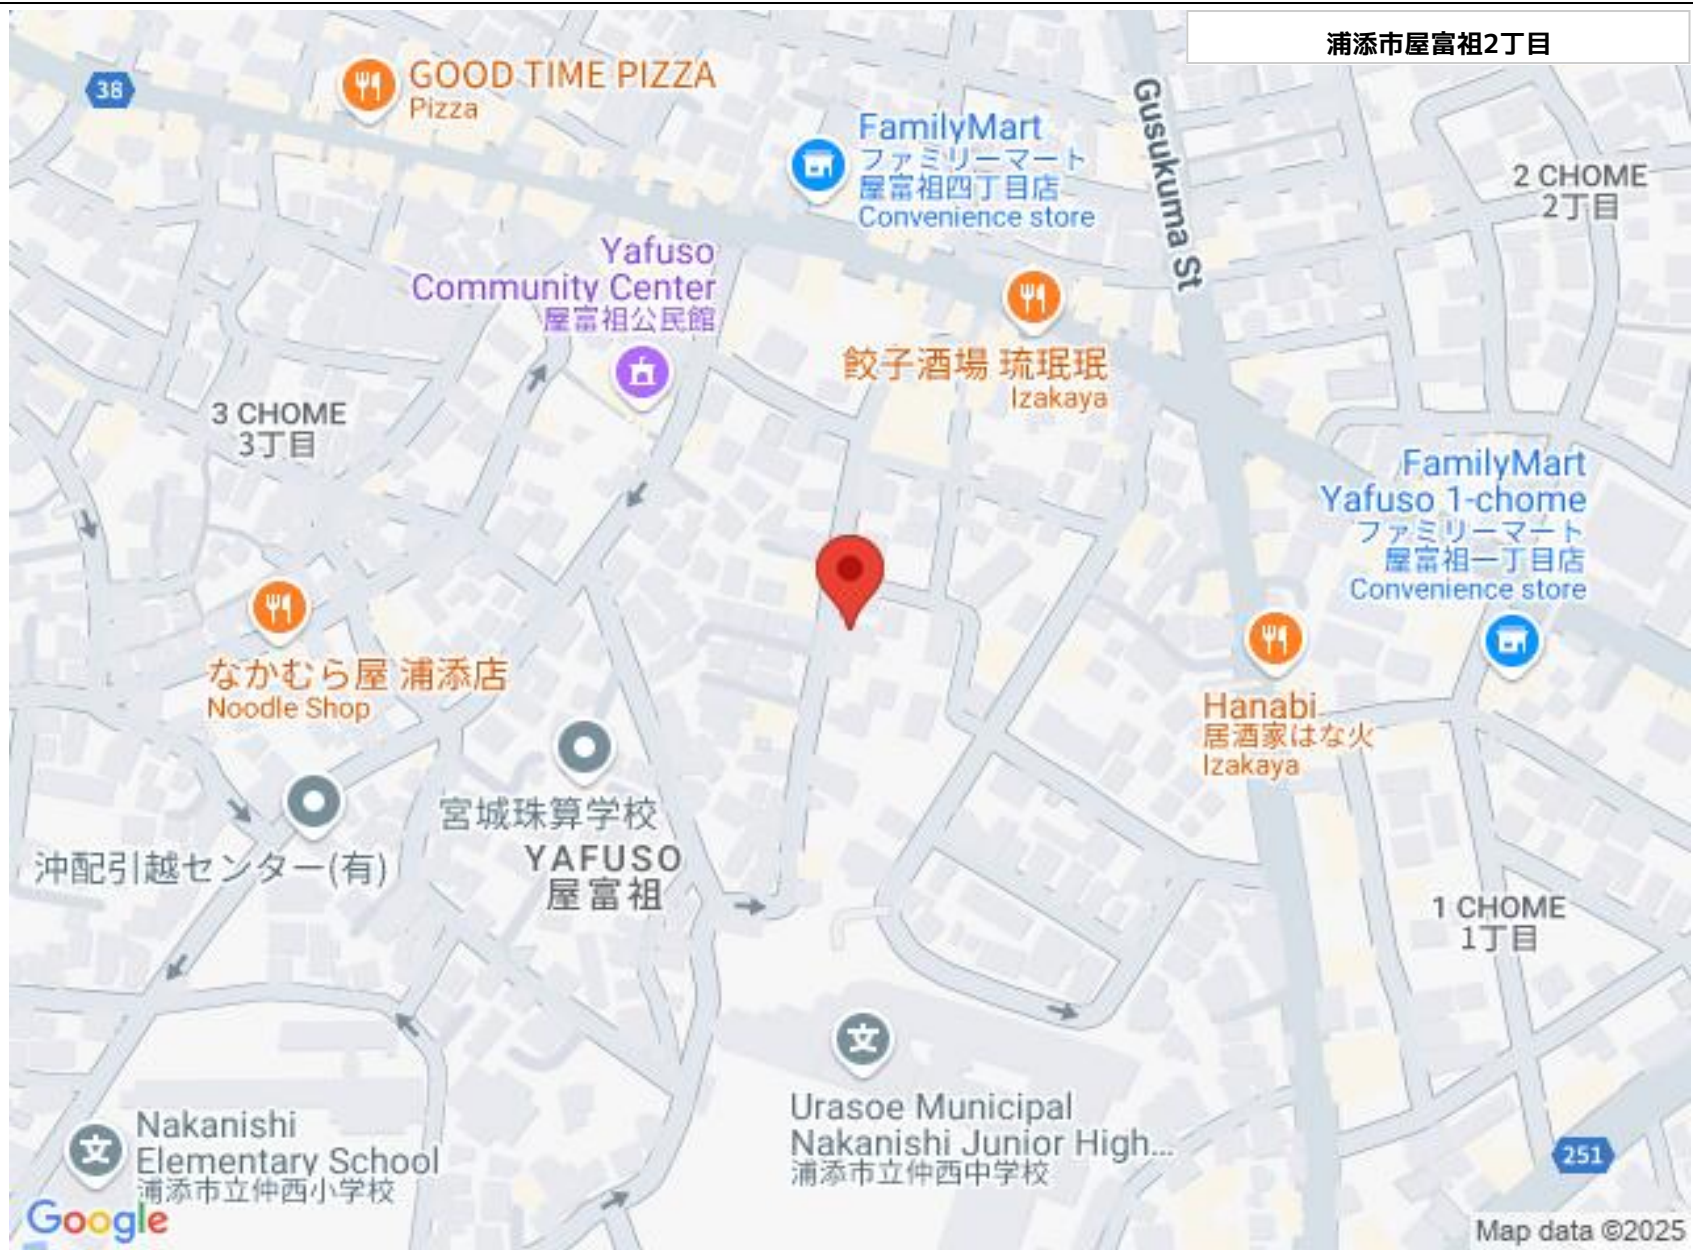 浦添市屋富祖2丁目
38
GOOD TIME PIZZA
Pizza
FamilyMart
ファミリーマート
屋富祖四丁目店
Convenience store
Gusukuma St
2 CHOME
2丁目
Yafuso
Community Center
屋富祖公民館
餃子酒場 琉珉珉
Izakaya
3 CHOME
3丁目
FamilyMart
Yafuso 1-chome
ファミリーマート
屋富祖一丁目店
Convenience store
なかむら屋 浦添店
Noodle Shop
Hanabi
居酒家はな火
Izakaya
宮城珠算学校
沖配引越センター(有)
YAFUSO
屋富祖
1 CHOME
1丁目
文
Urasoe Municipal
Nakanishi Junior High...
浦添市立仲西中学校
文
Nakanishi
Elementary School
浦添市立仲西小学校
251
Google
Map data ©2025